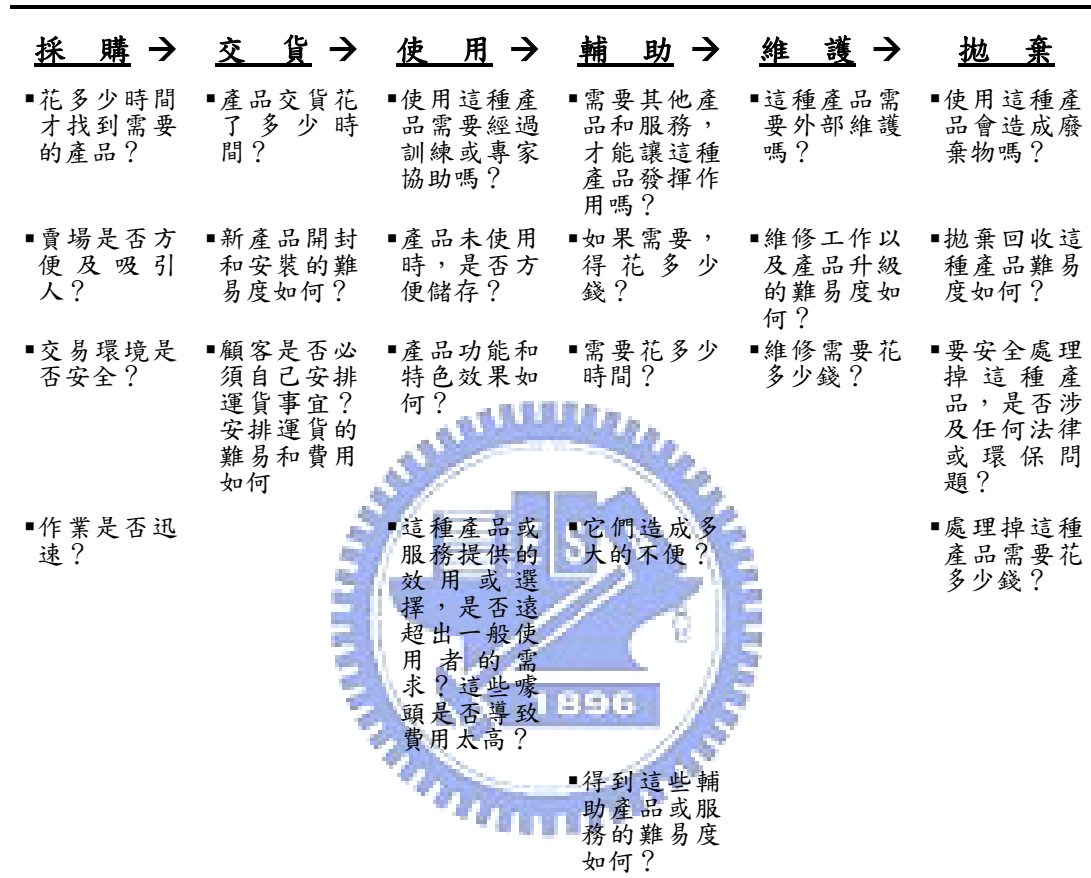 採 購 → 交 貨 → 使 用 → 輔 助 → 維 護 → 拋 棄
▪花多少時間
才找到需要
的產品？
▪產品交貨花
了多少時
間？
▪使用這種產
品需要經過
訓練或專家
協助嗎？
▪需要其他產
品和服務，
才能讓這種
產品發揮作
用嗎？
▪這種產品需
要外部維護
嗎？
▪使用這種產
品會造成廢
棄物嗎？
▪賣場是否方
便及吸引
人？
▪新產品開封
和安裝的難
易度如何？
▪產品未使用
時，是否方
便儲存？
▪如果需要，
得花多少
錢？
▪維修工作以
及產品升級
的難易度如
何？
▪拋棄回收這
種產品難易
度如何？
▪交易環境是
否安全？
▪顧客是否必
須自己安排
運貨事宜？
安排運貨的
難易和費用
如何
▪產品功能和
特色效果如
何？
▪需要花多少
時間？
▪維修需要花
多少錢？
▪要安全處理
掉這種產
品，是否涉
及任何法律
或環保問
題？
▪作業是否迅
速？
▪這種產品或
服務提供的
效用或選
擇，是否遠
超出一般使
用者的需
求？這些噱
頭是否導致
費用太高？
▪它們造成多
大的不便？
▪處理掉這種
產品需要花
多少錢？
▪得到這些輔
助產品或服
務的難易度
如何？
1896